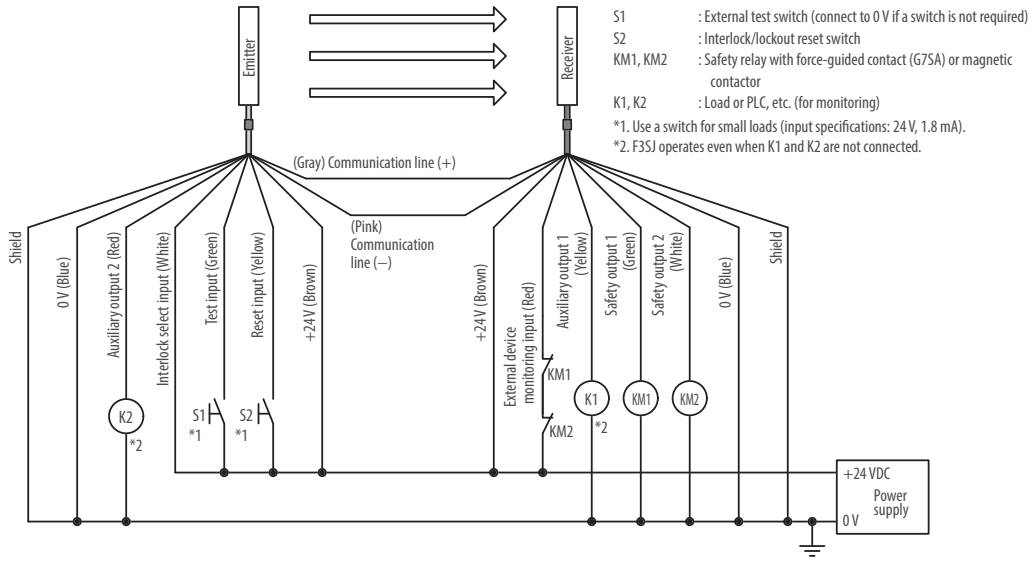 Emitter
Receiver
S1 : External test switch (connect to 0 V if a switch is not required)
S2 : Interlock/lockout reset switch
KM1, KM2 : Safety relay with force-guided contact (G7SA) or magnetic
contactor
K1, K2 : Load or PLC, etc. (for monitoring)
*1. Use a switch for small loads (input specifications: 24 V, 1.8 mA).
*2. F3SJ operates even when K1 and K2 are not connected.
(Gray) Communication line (+)
(Pink)
Communication
line (−)
Shield
0 V (Blue)
Auxiliary output 2 (Red)
Interlock select input (White)
Test input (Green)
Reset input (Yellow)
+24 V (Brown)
+24 V (Brown)
External device
monitoring input (Red)
Auxiliary output 1
(Yellow)
Safety output 1
(Green)
Safety output 2
(White)
0 V (Blue)
Shield
K2
*2
S1
*1
S2
*1
KM1
KM2
K1
*2
KM1
KM2
+24 VDC
Power
supply
0 V